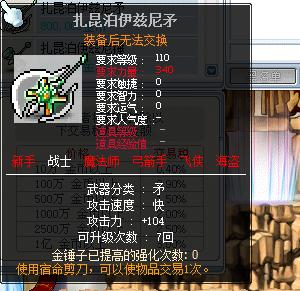 扎昆泊伊兹尼矛
装备后无法交换
要求等级： 110
要求力量： 340
要求敏捷： 0
要求智力： 0
要求运气： 0
要求人气度： -
道具等级： -
道具经验值： -
新手 战士 魔法师 弓箭手 飞侠 海盗
武器分类 : 矛
攻击速度 : 快
攻击力 : +104
可升级次数 : 7回
金锤子已提高的强化次数: 0
使用宿命剪刀，可以使物品交易1次。